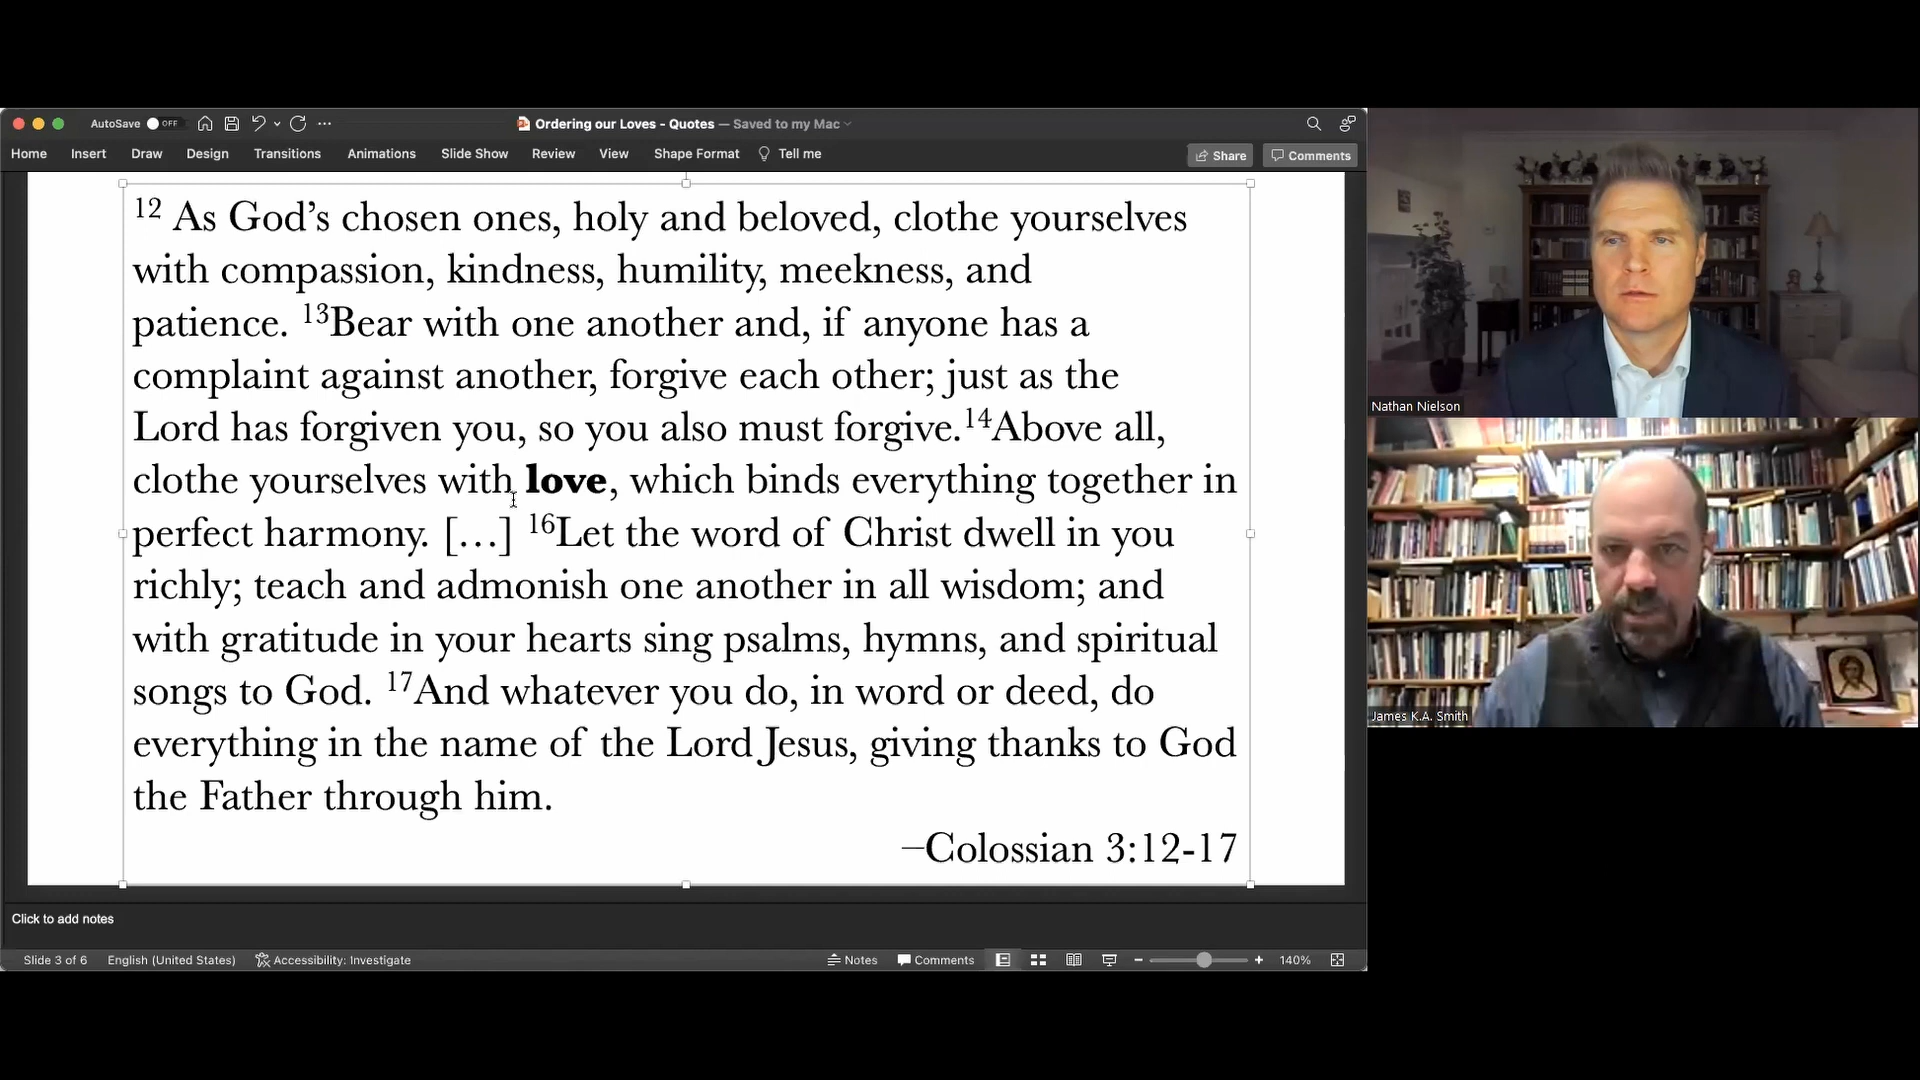 AutoSave OFF
Ordering our Loves - Quotes — Saved to my Mac
Home Insert Draw Design Transitions Animations Slide Show Review View Shape Format Tell me
Share Comments
12 As God’s chosen ones, holy and beloved, clothe yourselves
with compassion, kindness, humility, meekness, and
patience. 13Bear with one another and, if anyone has a
complaint against another, forgive each other; just as the
Lord has forgiven you, so you also must forgive.14Above all,
clothe yourselves with love, which binds everything together in
perfect harmony. […] 16Let the word of Christ dwell in you
richly; teach and admonish one another in all wisdom; and
with gratitude in your hearts sing psalms, hymns, and spiritual
songs to God. 17And whatever you do, in word or deed, do
everything in the name of the Lord Jesus, giving thanks to God
the Father through him.
–Colossian 3:12-17
Click to add notes
Slide 3 of 6 English (United States) Accessibility: Investigate Notes Comments 140%
Nathan Nielson
James K.A. Smith